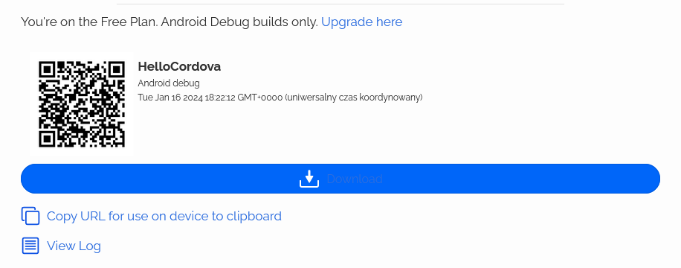 You're on the Free Plan. Android Debug builds only. Upgrade here
HelloCordova
Android debug
Tue Jan 16 2024 18:22:12 GMT+0000 (uniwersalny czas koordynowany)
Download
Copy URL for use on device to clipboard
View Log